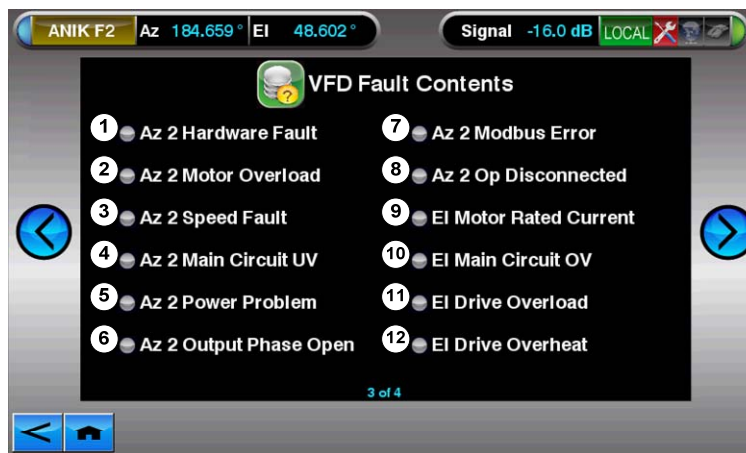 ANIK F2 Az 184.659° El 48.602° Signal -16.0 dB LOCAL
VFD Fault Contents
1 Az 2 Hardware Fault
2 Az 2 Motor Overload
3 Az 2 Speed Fault
4 Az 2 Main Circuit UV
5 Az 2 Power Problem
6 Az 2 Output Phase Open
7 Az 2 Modbus Error
8 Az 2 Op Disconnected
9 El Motor Rated Current
10 El Main Circuit OV
11 El Drive Overload
12 El Drive Overheat
3 of 4